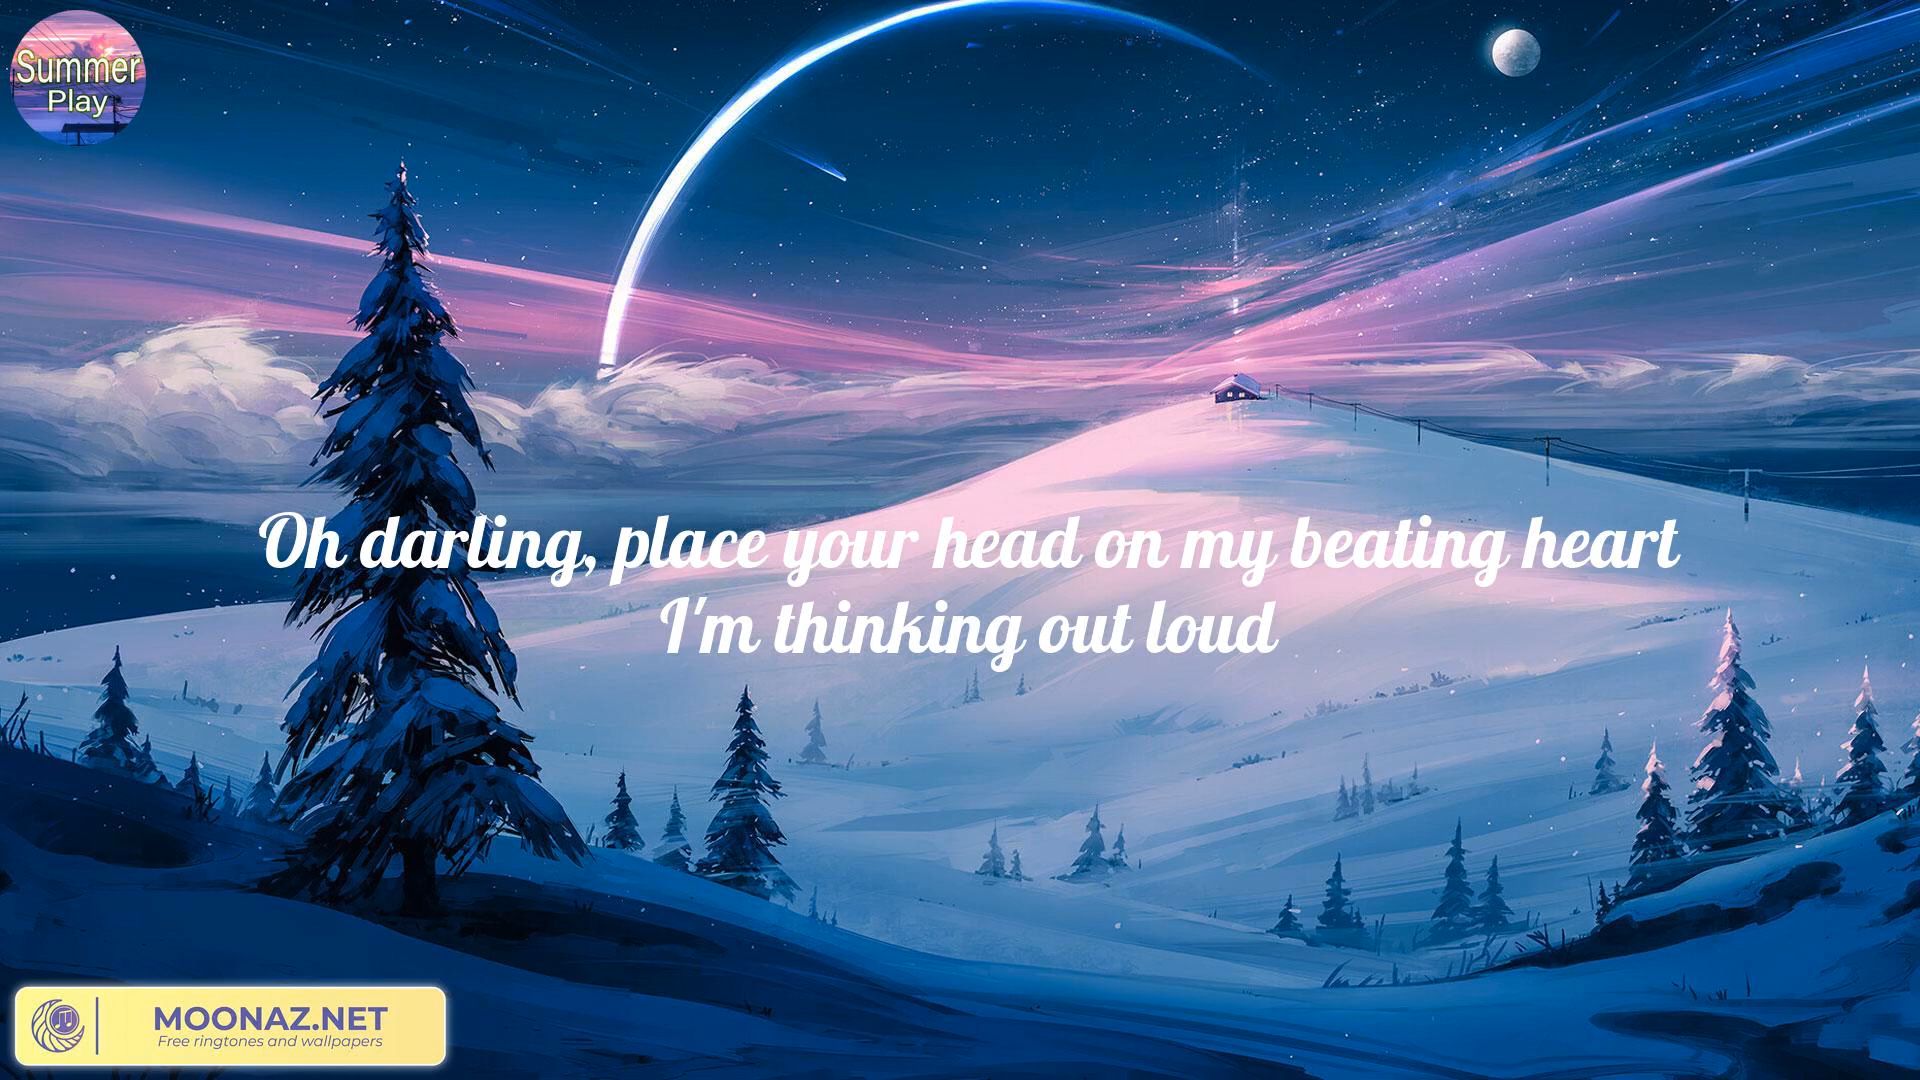 Summer
Play
Oh darling, place your head on my beating heart
I'm thinking out loud
MOONAZ.NET
Free ringtones and wallpapers